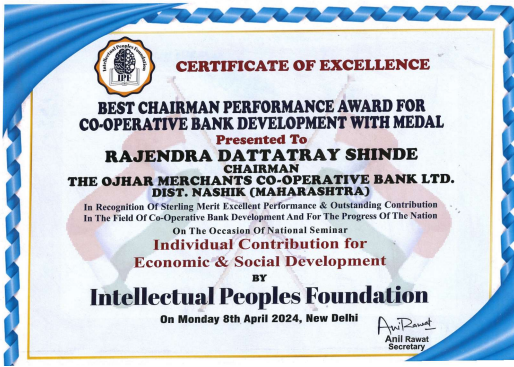 Intellectual Peoples Foundation
IPF
CERTIFICATE OF EXCELLENCE
BEST CHAIRMAN PERFORMANCE AWARD FOR
CO-OPERATIVE BANK DEVELOPMENT WITH MEDAL
Presented To
RAJENDRA DATTATRAY SHINDE
CHAIRMAN
THE OJHAR MERCHANTS CO-OPERATIVE BANK LTD.
DIST. NASHIK (MAHARASHTRA)
In Recognition Of Sterling Merit Excellent Performance & Outstanding Contribution
In The Field Of Co-Operative Bank Development And For The Progress Of The Nation
On The Occasion Of National Seminar
Individual Contribution for
Economic & Social Development
BY
Intellectual Peoples Foundation
On Monday 8th April 2024, New Delhi
Ani Rawat
Anil Rawat
Secretary